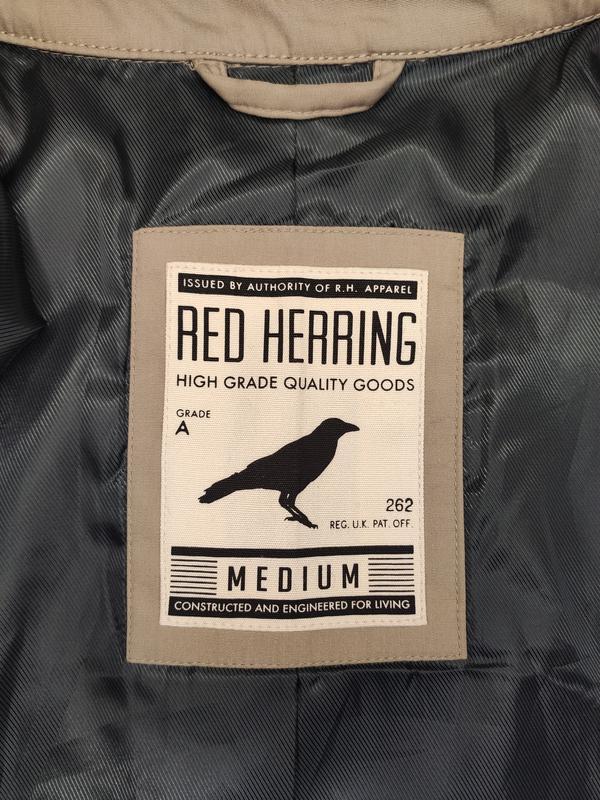 ISSUED BY AUTHORITY OF R.H. APPAREL
RED HERRING
HIGH GRADE QUALITY GOODS
GRADE
A
262
REG. U.K. PAT. OFF.
MEDIUM
CONSTRUCTED AND ENGINEERED FOR LIVING